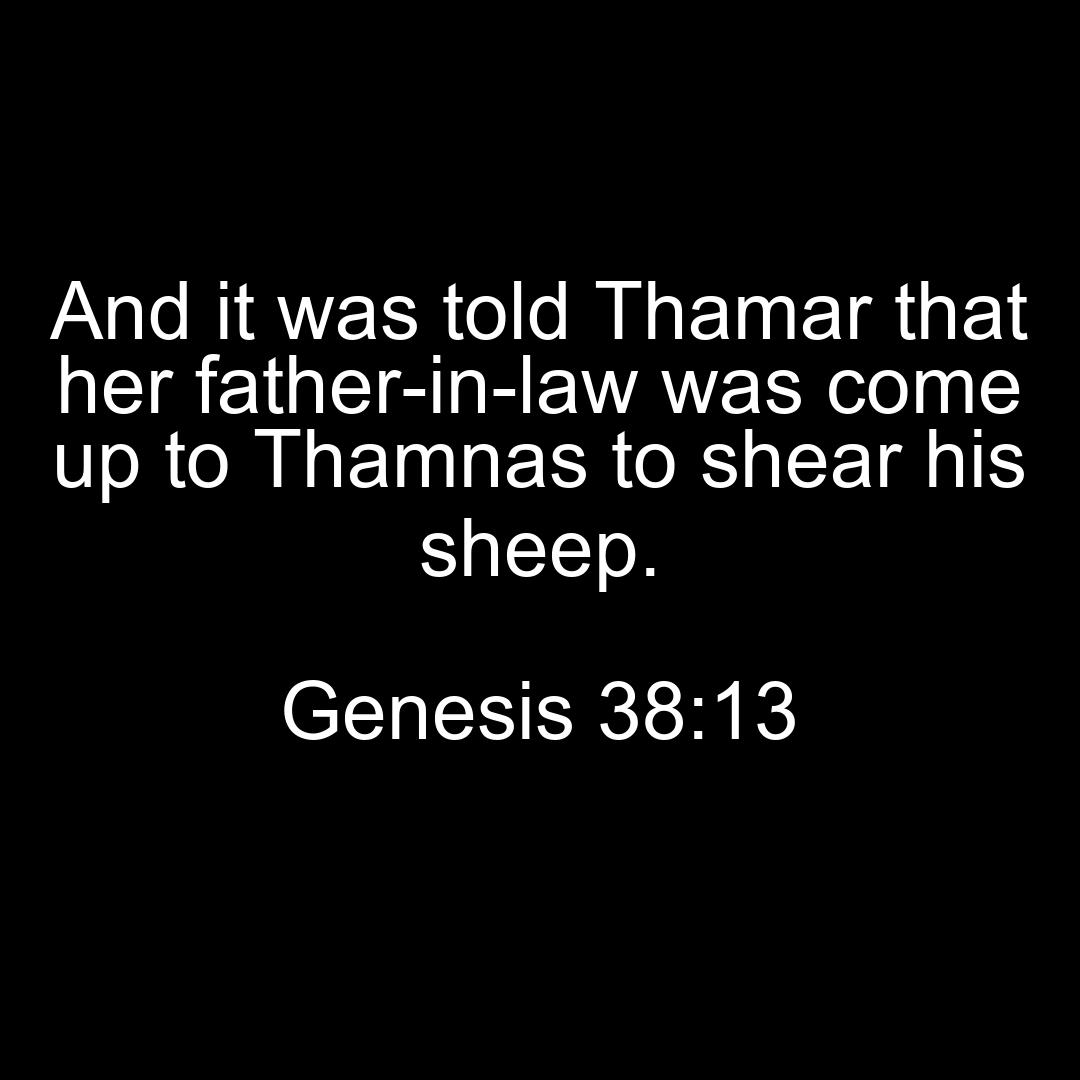 And it was told Thamar that
her father-in-law was come
up to Thamnas to shear his
sheep.
Genesis 38:13